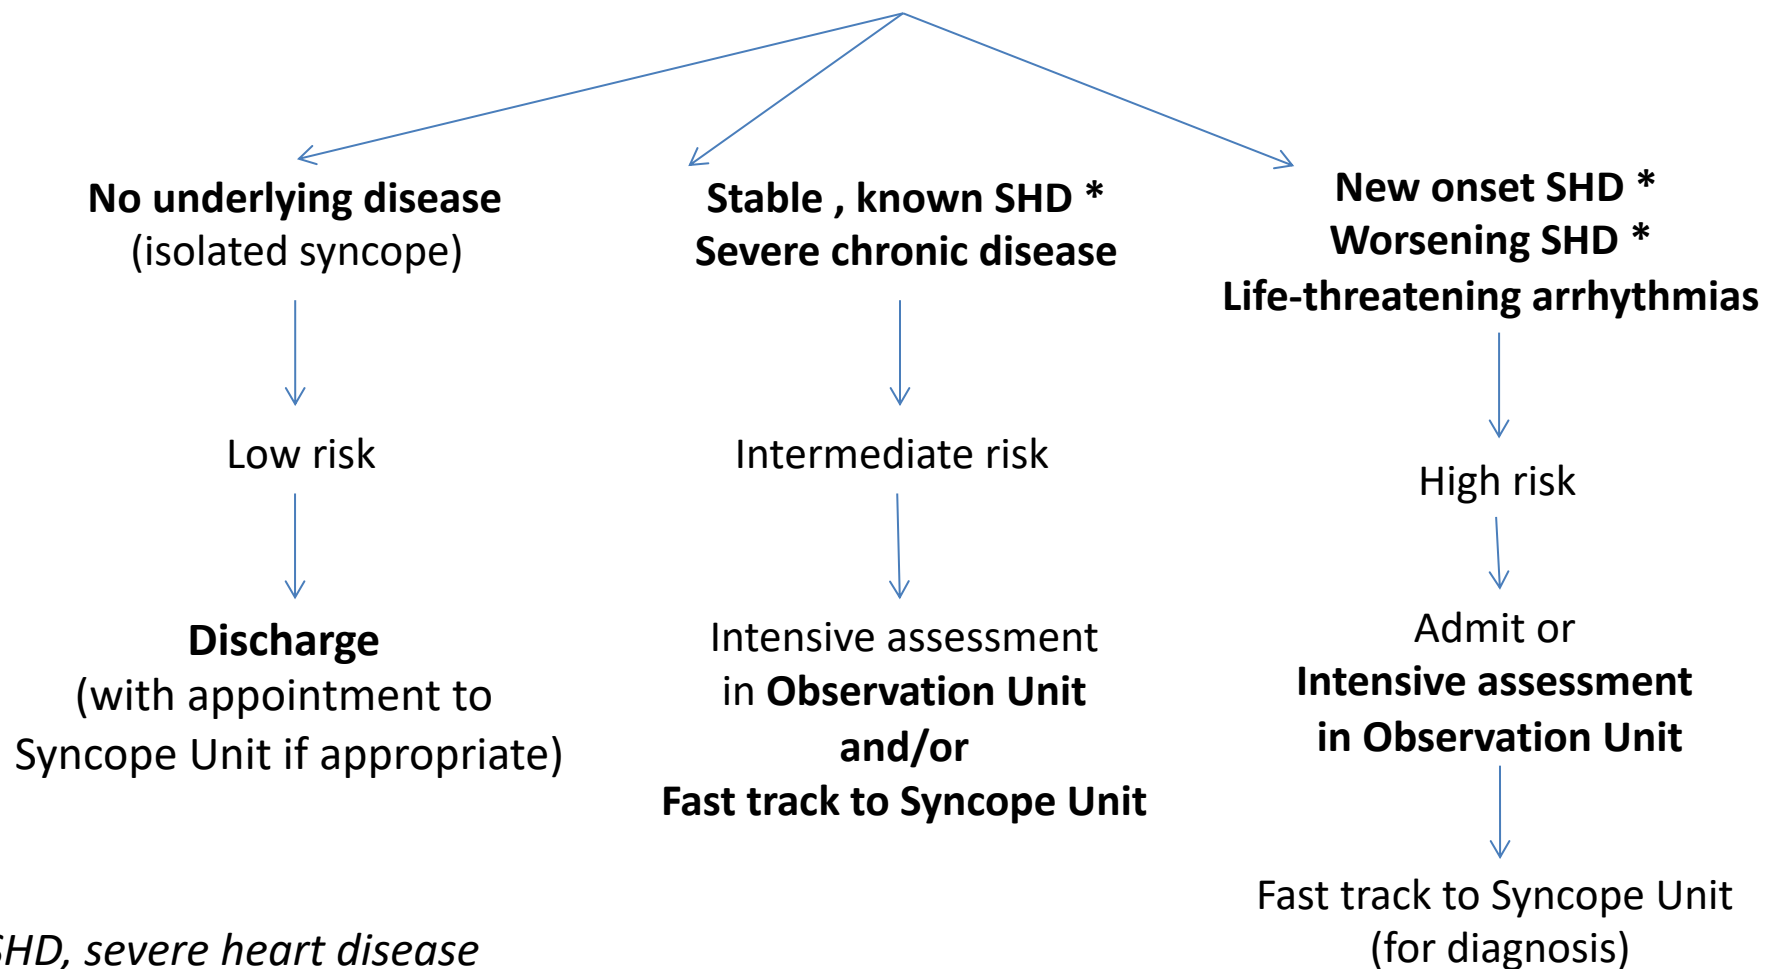 No underlying disease
(isolated syncope)
Stable , known SHD *
Severe chronic disease
New onset SHD *
Worsening SHD *
Life-threatening arrhythmias
Low risk
Intermediate risk
High risk
Discharge
(with appointment to
Syncope Unit if appropriate)
Intensive assessment
in Observation Unit
and/or
Fast track to Syncope Unit
Admit or
Intensive assessment
in Observation Unit
Fast track to Syncope Unit
(for diagnosis)
SHD, severe heart disease